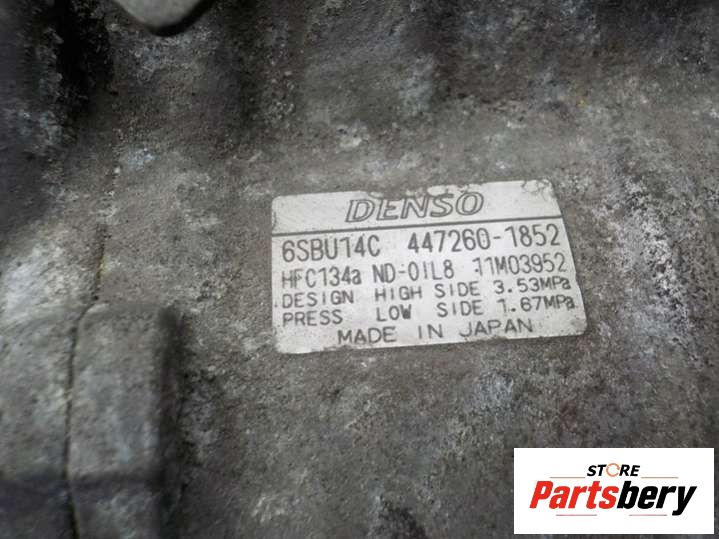 DENSO
6SBU14C 447260-1852
HFC134a ND-OIL8 11M03952
DESIGN HIGH SIDE 3.53MPa
PRESS LOW SIDE 1.67MPa
MADE IN JAPAN
STORE
Partsbery